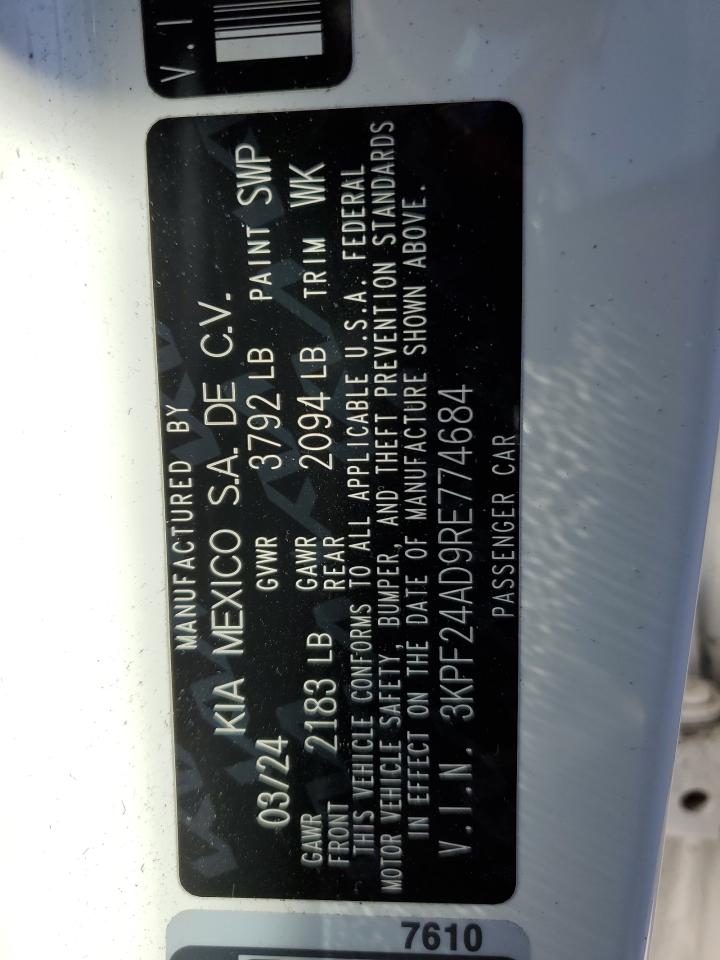 V.I
MANUFACTURED BY
KIA MEXICO S.A. DE C.V.
03/24 GVWR 3792 LB PAINT SWP
GAWR FRONT 2183 LB GAWR REAR 2094 LB TRIM WK
THIS VEHICLE CONFORMS TO ALL APPLICABLE U.S.A. FEDERAL
MOTOR VEHICLE SAFETY, BUMPER, AND THEFT PREVENTION STANDARDS
IN EFFECT ON THE DATE OF MANUFACTURE SHOWN ABOVE.
V.I.N. 3KPF24AD9RE774684
PASSENGER CAR
7610